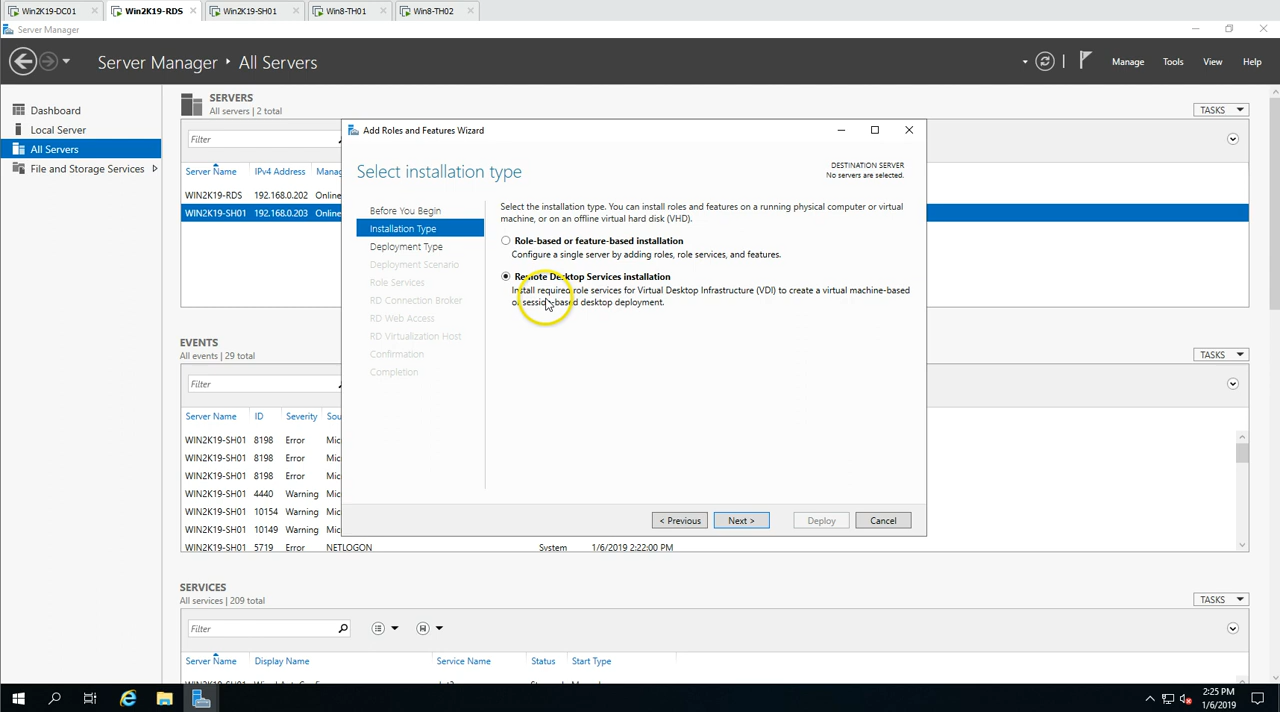 Win2K19-DC01
Win2K19-RDS
Win2K19-SH01
Win8-TH01
Win8-TH02
Server Manager
Server Manager • All Servers
Manage
Tools
View
Help
Dashboard
Local Server
All Servers
File and Storage Services
SERVERS
All servers | 2 total
TASKS
Filter
Server Name IPv4 Address Manag
WIN2K19-RDS 192.168.0.202 Online
WIN2K19-SH01 192.168.0.203 Online
EVENTS
All events | 29 total
TASKS
Filter
Server Name ID Severity Sou
WIN2K19-SH01 8198 Error Mic
WIN2K19-SH01 8198 Error Mic
WIN2K19-SH01 8198 Error Mic
WIN2K19-SH01 4440 Warning Mic
WIN2K19-SH01 10154 Warning Mic
WIN2K19-SH01 10149 Warning Mic
WIN2K19-SH01 5719 Error NETLOGON System 1/6/2019 2:22:00 PM
SERVICES
All services | 209 total
TASKS
Filter
Server Name Display Name Service Name Status Start Type
Add Roles and Features Wizard
Select installation type
DESTINATION SERVER
No servers are selected.
Before You Begin
Installation Type
Deployment Type
Deployment Scenario
Role Services
RD Connection Broker
RD Web Access
RD Virtualization Host
Confirmation
Completion
Select the installation type. You can install roles and features on a running physical computer or virtual
machine, or on an offline virtual hard disk (VHD).
Role-based or feature-based installation
Configure a single server by adding roles, role services, and features.
Remote Desktop Services installation
Install required role services for Virtual Desktop Infrastructure (VDI) to create a virtual machine-based
or session-based desktop deployment.
< Previous
Next >
Deploy
Cancel
2:25 PM
1/6/2019